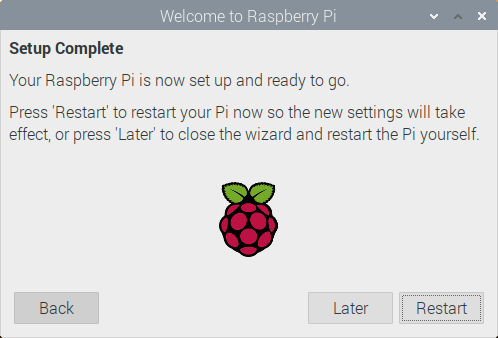 Welcome to Raspberry Pi
Setup Complete
Your Raspberry Pi is now set up and ready to go.
Press 'Restart' to restart your Pi now so the new settings will take
effect, or press 'Later' to close the wizard and restart the Pi yourself.
Back
Later
Restart